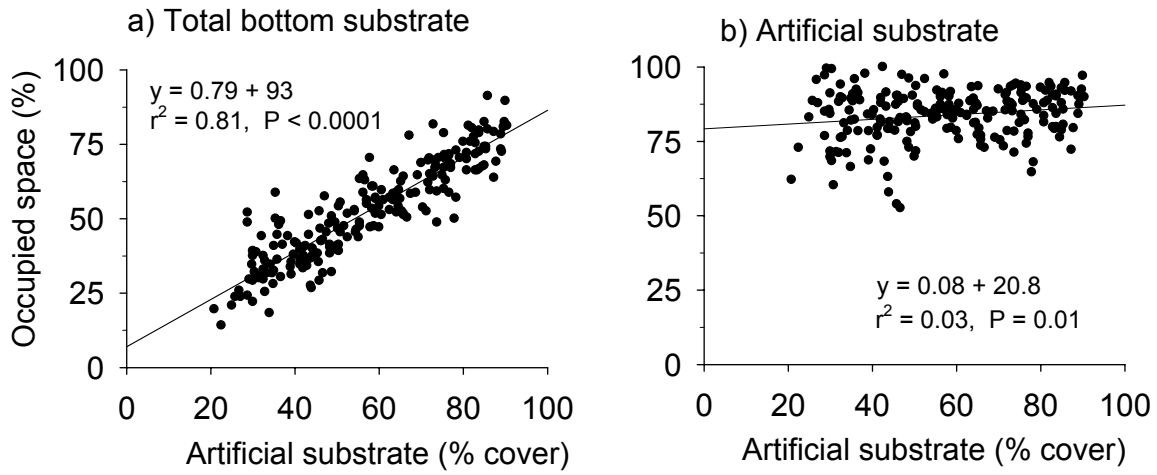 a) Total bottom substrate
y = 0.79 + 93
r² = 0.81, P < 0.0001
Occupied space (%)
100
75
50
25
0
0 20 40 60 80 100
Artificial substrate (% cover)
b) Artificial substrate
100
75
50
25
0
y = 0.08 + 20.8
r² = 0.03, P = 0.01
0 20 40 60 80 100
Artificial substrate (% cover)